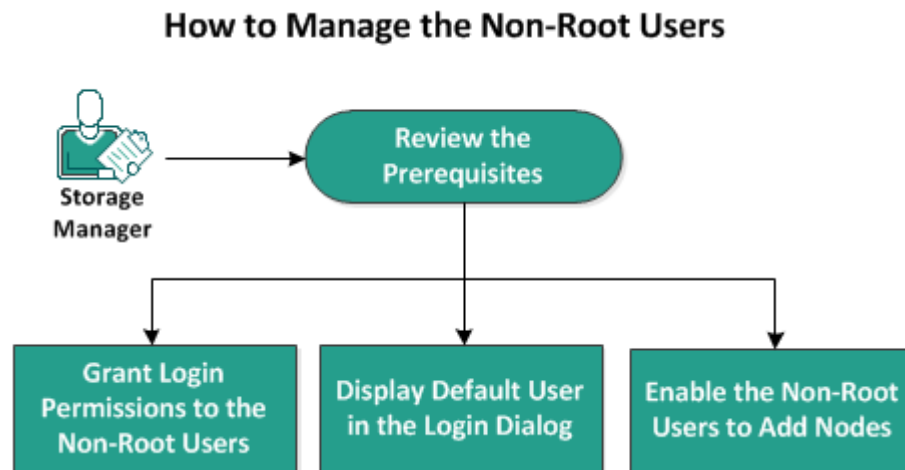 How to Manage the Non-Root Users
Review the
Prerequisites
Storage
Manager
Grant Login
Permissions to the
Non-Root Users
Display Default User
in the Login Dialog
Enable the Non-Root
Users to Add Nodes